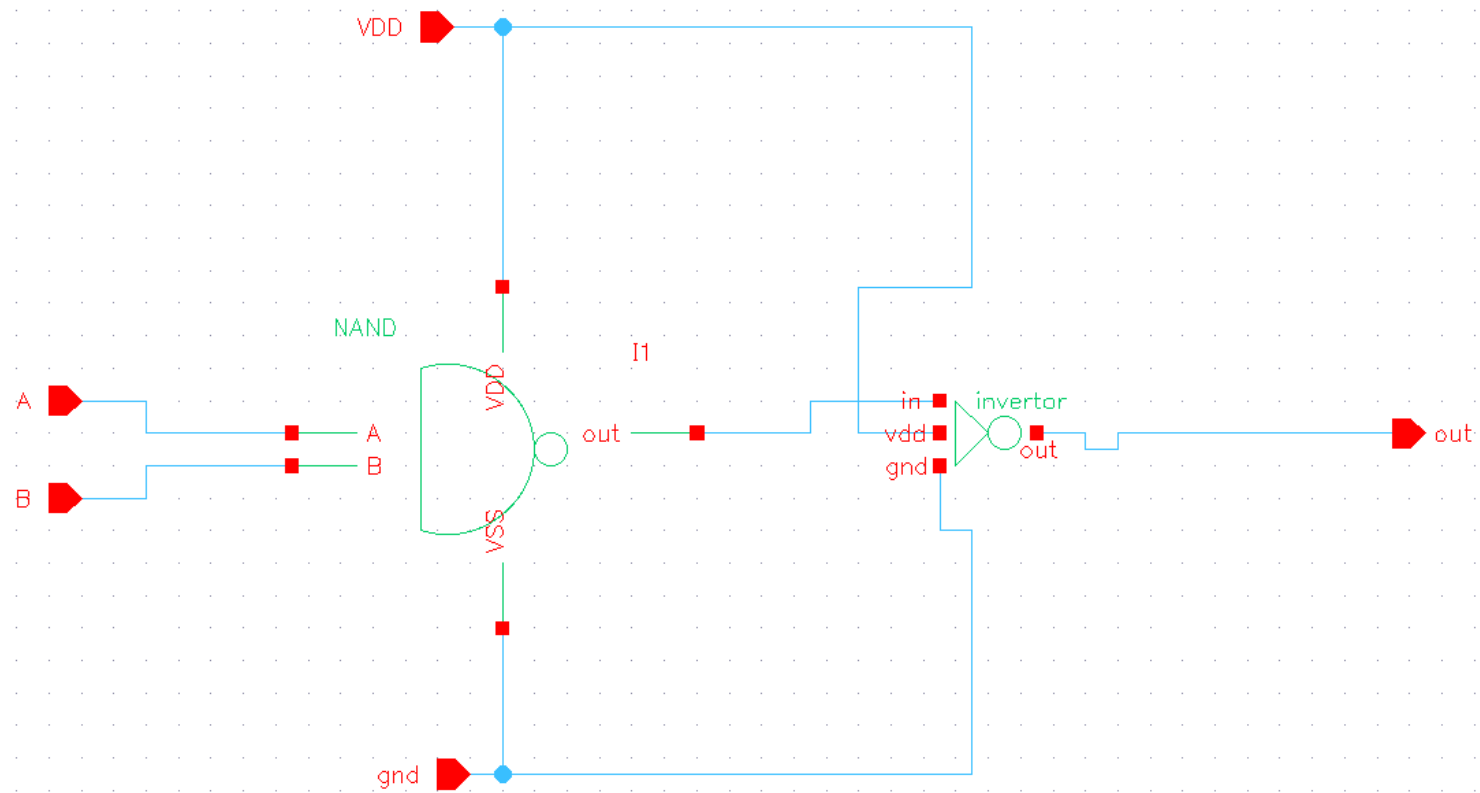 VDD
NAND
I1
VDD
A
in
invertor
A
out
vdd
out
B
out
gnd
B
VSS
gnd